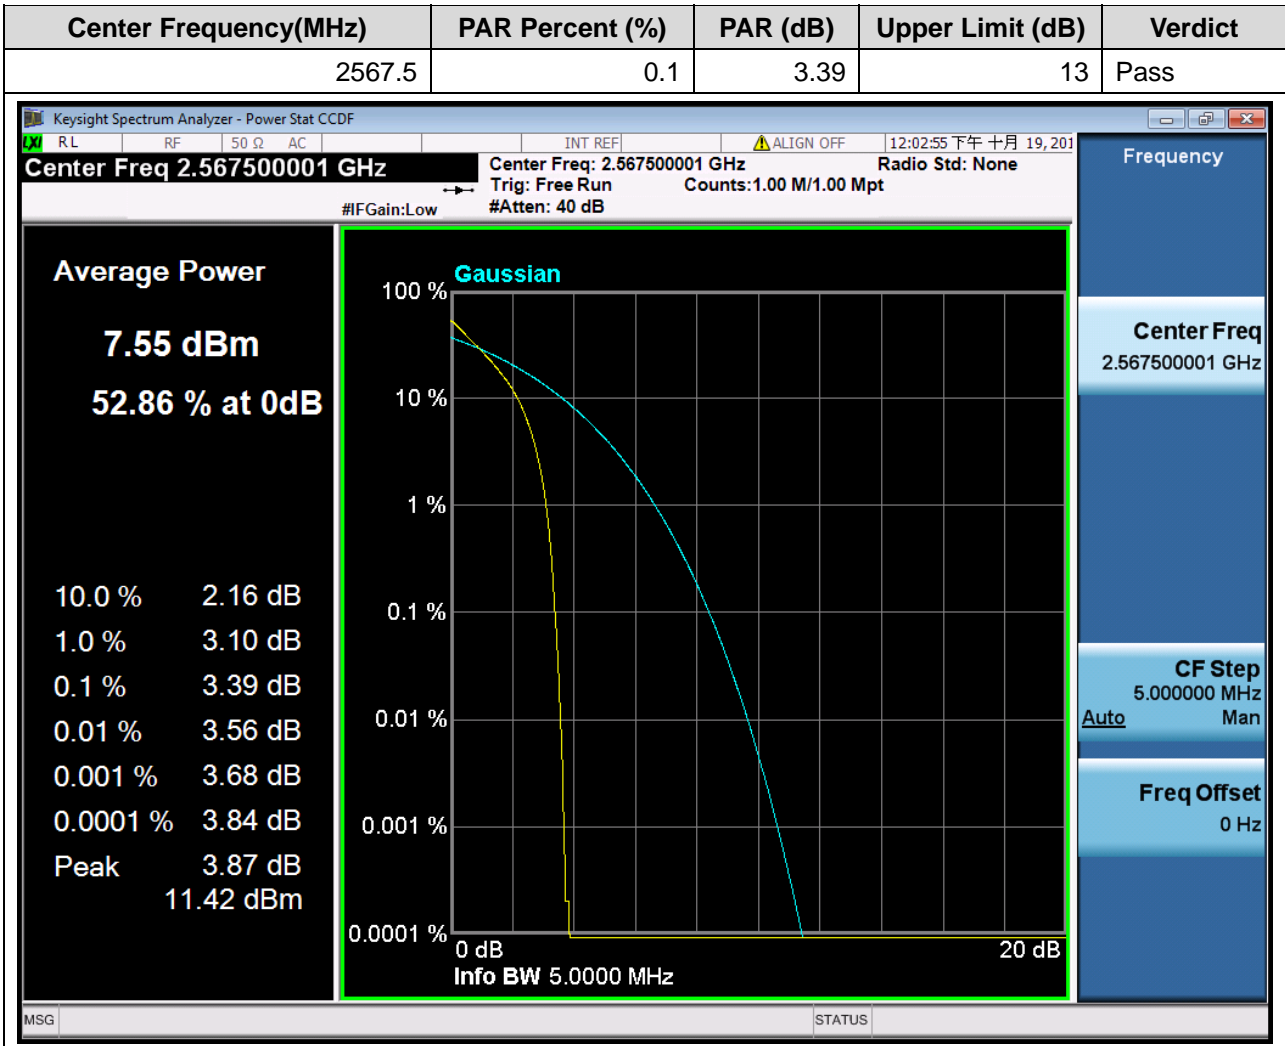 Center Frequency(MHz) PAR Percent (%) PAR (dB) Upper Limit (dB) Verdict
2567.5 0.1 3.39 13 Pass
Keysight Spectrum Analyzer - Power Stat CCDF
LXI RL RF 50 Ω AC INT REF ALIGN OFF 12:02:55 下午 十月 19, 201
Center Freq 2.567500001 GHz
#IFGain:Low
Center Freq: 2.567500001 GHz Radio Std: None
Trig: Free Run Counts:1.00 M/1.00 Mpt
#Atten: 40 dB
Average Power
7.55 dBm
52.86 % at 0dB
10.0 % 2.16 dB
1.0 % 3.10 dB
0.1 % 3.39 dB
0.01 % 3.56 dB
0.001 % 3.68 dB
0.0001 % 3.84 dB
Peak 3.87 dB
11.42 dBm
Gaussian
100 %
10 %
1 %
0.1 %
0.01 %
0.001 %
0.0001 %
0 dB 20 dB
Info BW 5.0000 MHz
Frequency
Center Freq
2.567500001 GHz
CF Step
5.000000 MHz
Auto Man
Freq Offset
0 Hz
MSG STATUS